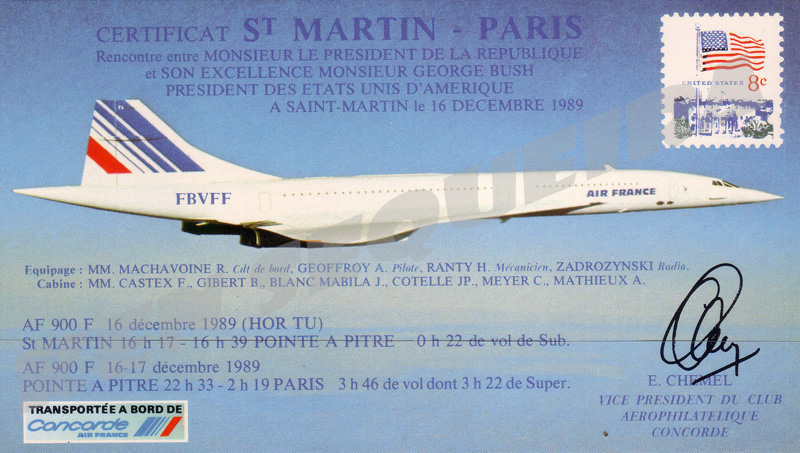 CERTIFICAT ST MARTIN - PARIS
Rencontre entre MONSIEUR LE PRESIDENT DE LA REPUBLIQUE
et SON EXCELLENCE MONSIEUR GEORGE BUSH
PRESIDENT DES ETATS UNIS D'AMERIQUE
A SAINT-MARTIN le 16 DECEMBRE 1989
UNITED STATES 8c
FBVFF
AIR FRANCE
Equipage : MM. MACHAVOINE R. Cdt de bord, GEOFFROY A. Pilote, RANTY H. Mécanicien, ZADROZYNSKI Radio.
Cabine : MM. CASTEX F., GIBERT B., BLANC MABILA J., COTELLE JP., MEYER C., MATHIEUX A.
AF 900 F 16 décembre 1989 (HOR TU)
St MARTIN 16 h 17 - 16 h 39 POINTE A PITRE - 0 h 22 de vol de Sub.
AF 900 F 16-17 décembre 1989
POINTE A PITRE 22 h 33 - 2 h 19 PARIS 3 h 46 de vol dont 3 h 22 de Super.
E. CHEMEL
VICE PRESIDENT DU CLUB
AEROPHILATELIQUE
CONCORDE
TRANSPORTÉE A BORD DE
Concorde
AIR FRANCE